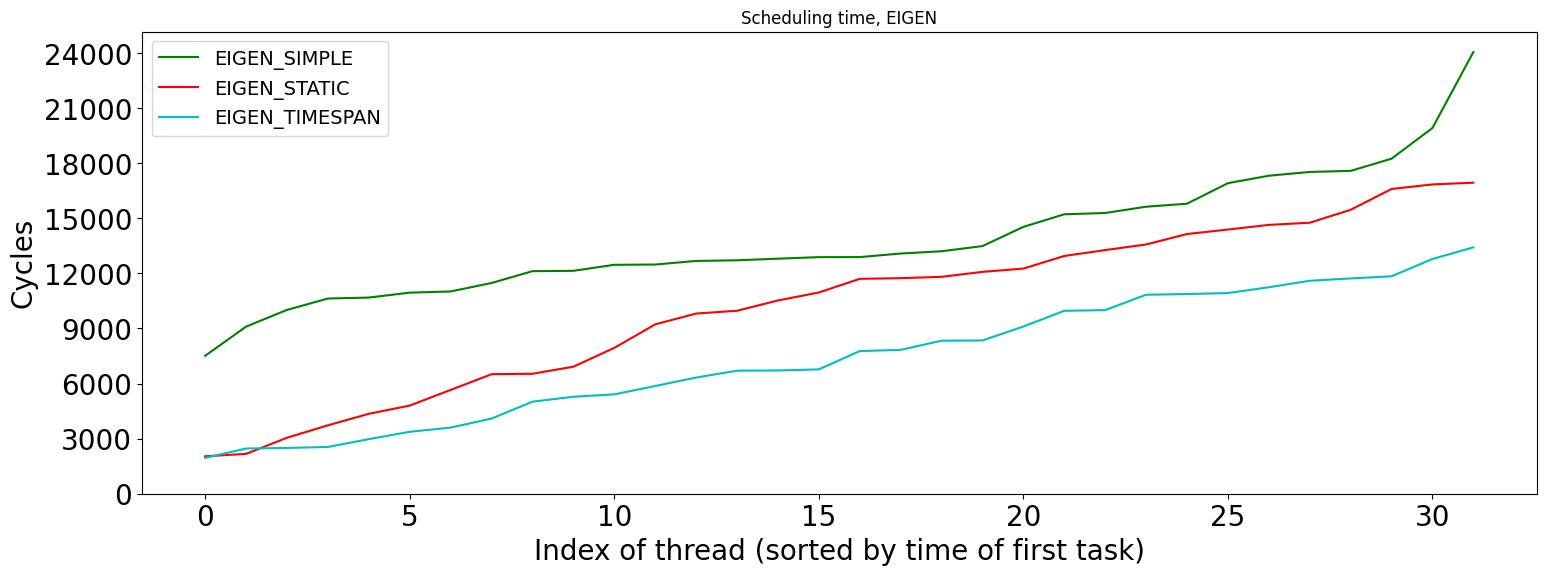 Scheduling time, EIGEN
EIGEN_SIMPLE
EIGEN_STATIC
EIGEN_TIMESPAN
24000
21000
18000
15000
12000
9000
6000
3000
0
Cycles
0 5 10 15 20 25 30
Index of thread (sorted by time of first task)